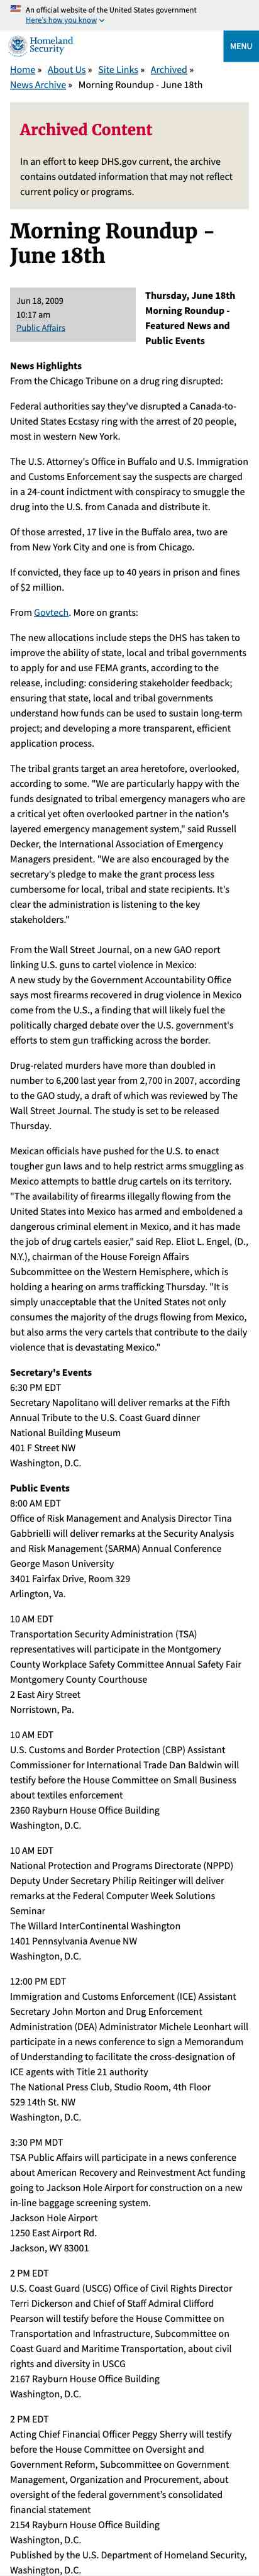 An official website of the United States government
Here's how you know
Homeland
Security
MENU
Home » About Us » Site Links » Archived »
News Archive » Morning Roundup - June 18th
Archived Content
In an effort to keep DHS.gov current, the archive
contains outdated information that may not reflect
current policy or programs.
Morning Roundup -
June 18th
Jun 18, 2009
10:17 am
Public Affairs
Thursday, June 18th
Morning Roundup -
Featured News and
Public Events
News Highlights
From the Chicago Tribune on a drug ring disrupted:
Federal authorities say they've disrupted a Canada-to-
United States Ecstasy ring with the arrest of 20 people,
most in western New York.
The U.S. Attorney's Office in Buffalo and U.S. Immigration
and Customs Enforcement say the suspects are charged
in a 24-count indictment with conspiracy to smuggle the
drug into the U.S. from Canada and distribute it.
Of those arrested, 17 live in the Buffalo area, two are
from New York City and one is from Chicago.
If convicted, they face up to 40 years in prison and fines
of $2 million.
From Govtech. More on grants:
The new allocations include steps the DHS has taken to
improve the ability of state, local and tribal governments
to apply for and use FEMA grants, according to the
release, including: considering stakeholder feedback;
ensuring that state, local and tribal governments
understand how funds can be used to sustain long-term
project; and developing a more transparent, efficient
application process.
The tribal grants target an area heretofore, overlooked,
according to some. "We are particularly happy with the
funds designated to tribal emergency managers who are
a critical yet often overlooked partner in the nation's
layered emergency management system," said Russell
Decker, the International Association of Emergency
Managers president. "We are also encouraged by the
secretary's pledge to make the grant process less
cumbersome for local, tribal and state recipients. It's
clear the administration is listening to the key
stakeholders."
From the Wall Street Journal, on a new GAO report
linking U.S. guns to cartel violence in Mexico:
A new study by the Government Accountability Office
says most firearms recovered in drug violence in Mexico
come from the U.S., a finding that will likely fuel the
politically charged debate over the U.S. government's
efforts to stem gun trafficking across the border.
Drug-related murders have more than doubled in
number to 6,200 last year from 2,700 in 2007, according
to the GAO study, a draft of which was reviewed by The
Wall Street Journal. The study is set to be released
Thursday.
Mexican officials have pushed for the U.S. to enact
tougher gun laws and to help restrict arms smuggling as
Mexico attempts to battle drug cartels on its territory.
"The availability of firearms illegally flowing from the
United States into Mexico has armed and emboldened a
dangerous criminal element in Mexico, and it has made
the job of drug cartels easier," said Rep. Eliot L. Engel, (D.,
N.Y.), chairman of the House Foreign Affairs
Subcommittee on the Western Hemisphere, which is
holding a hearing on arms trafficking Thursday. "It is
simply unacceptable that the United States not only
consumes the majority of the drugs flowing from Mexico,
but also arms the very cartels that contribute to the daily
violence that is devastating Mexico."
Secretary's Events
6:30 PM EDT
Secretary Napolitano will deliver remarks at the Fifth
Annual Tribute to the U.S. Coast Guard dinner
National Building Museum
401 F Street NW
Washington, D.C.
Public Events
8:00 AM EDT
Office of Risk Management and Analysis Director Tina
Gabbrielli will deliver remarks at the Security Analysis
and Risk Management (SARMA) Annual Conference
George Mason University
3401 Fairfax Drive, Room 329
Arlington, Va.
10 AM EDT
Transportation Security Administration (TSA)
representatives will participate in the Montgomery
County Workplace Safety Committee Annual Safety Fair
Montgomery County Courthouse
2 East Airy Street
Norristown, Pa.
10 AM EDT
U.S. Customs and Border Protection (CBP) Assistant
Commissioner for International Trade Dan Baldwin will
testify before the House Committee on Small Business
about textiles enforcement
2360 Rayburn House Office Building
Washington, D.C.
10 AM EDT
National Protection and Programs Directorate (NPPD)
Deputy Under Secretary Philip Reitinger will deliver
remarks at the Federal Computer Week Solutions
Seminar
The Willard InterContinental Washington
1401 Pennsylvania Avenue NW
Washington, D.C.
12:00 PM EDT
Immigration and Customs Enforcement (ICE) Assistant
Secretary John Morton and Drug Enforcement
Administration (DEA) Administrator Michele Leonhart will
participate in a news conference to sign a Memorandum
of Understanding to facilitate the cross-designation of
ICE agents with Title 21 authority
The National Press Club, Studio Room, 4th Floor
529 14th St. NW
Washington, D.C.
3:30 PM MDT
TSA Public Affairs will participate in a news conference
about American Recovery and Reinvestment Act funding
going to Jackson Hole Airport for construction on a new
in-line baggage screening system.
Jackson Hole Airport
1250 East Airport Rd.
Jackson, WY 83001
2 PM EDT
U.S. Coast Guard (USCG) Office of Civil Rights Director
Terri Dickerson and Chief of Staff Admiral Clifford
Pearson will testify before the House Committee on
Transportation and Infrastructure, Subcommittee on
Coast Guard and Maritime Transportation, about civil
rights and diversity in USCG
2167 Rayburn House Office Building
Washington, D.C.
2 PM EDT
Acting Chief Financial Officer Peggy Sherry will testify
before the House Committee on Oversight and
Government Reform, Subcommittee on Government
Management, Organization and Procurement, about
oversight of the federal government's consolidated
financial statement
2154 Rayburn House Office Building
Washington, D.C.
Published by the U.S. Department of Homeland Security,
Washington, D.C.